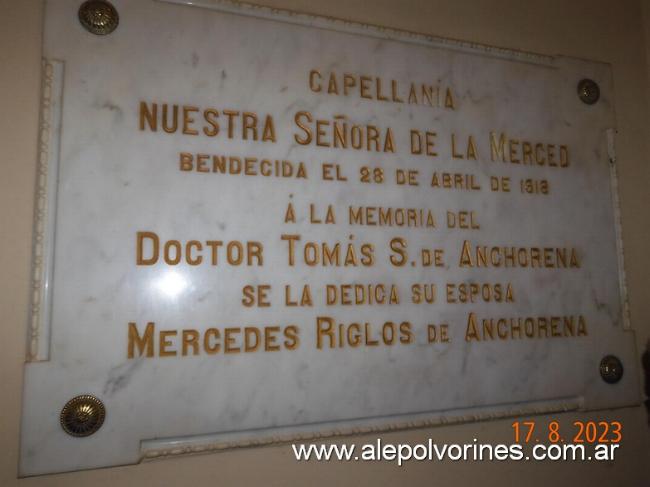 CAPELLANÍA
NUESTRA SEÑORA DE LA MERCED
BENDECIDA EL 28 DE ABRIL DE 1918
Á LA MEMORIA DEL
DOCTOR TOMÁS S. DE ANCHORENA
SE LA DEDICA SU ESPOSA
MERCEDES RIGLOS DE ANCHORENA
17. 8. 2023
www.alepolvorines.com.ar